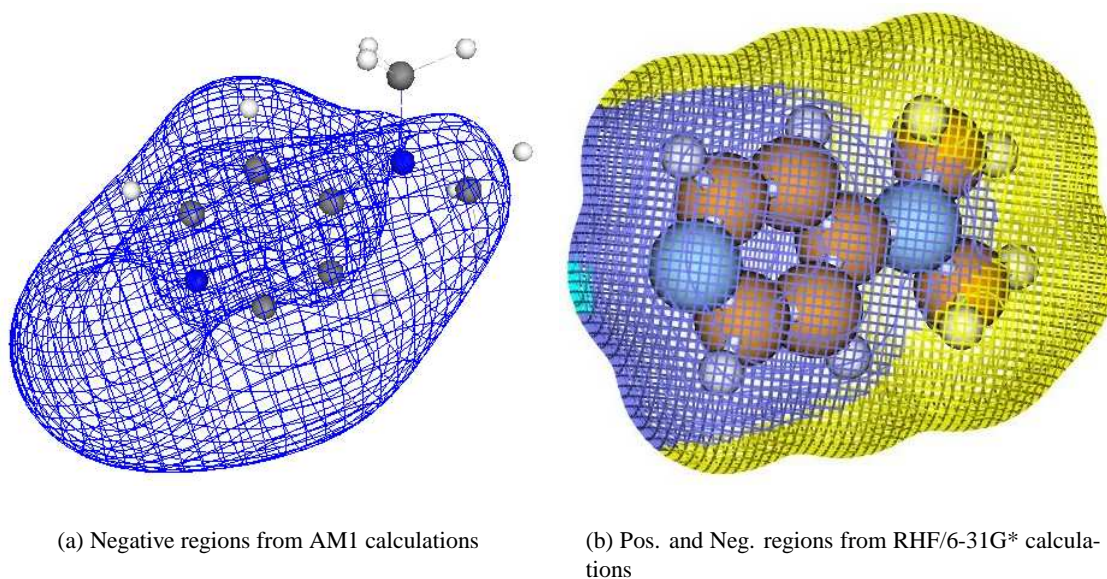 (a) Negative regions from AM1 calculations
(b) Pos. and Neg. regions from RHF/6-31G* calcula-
tions